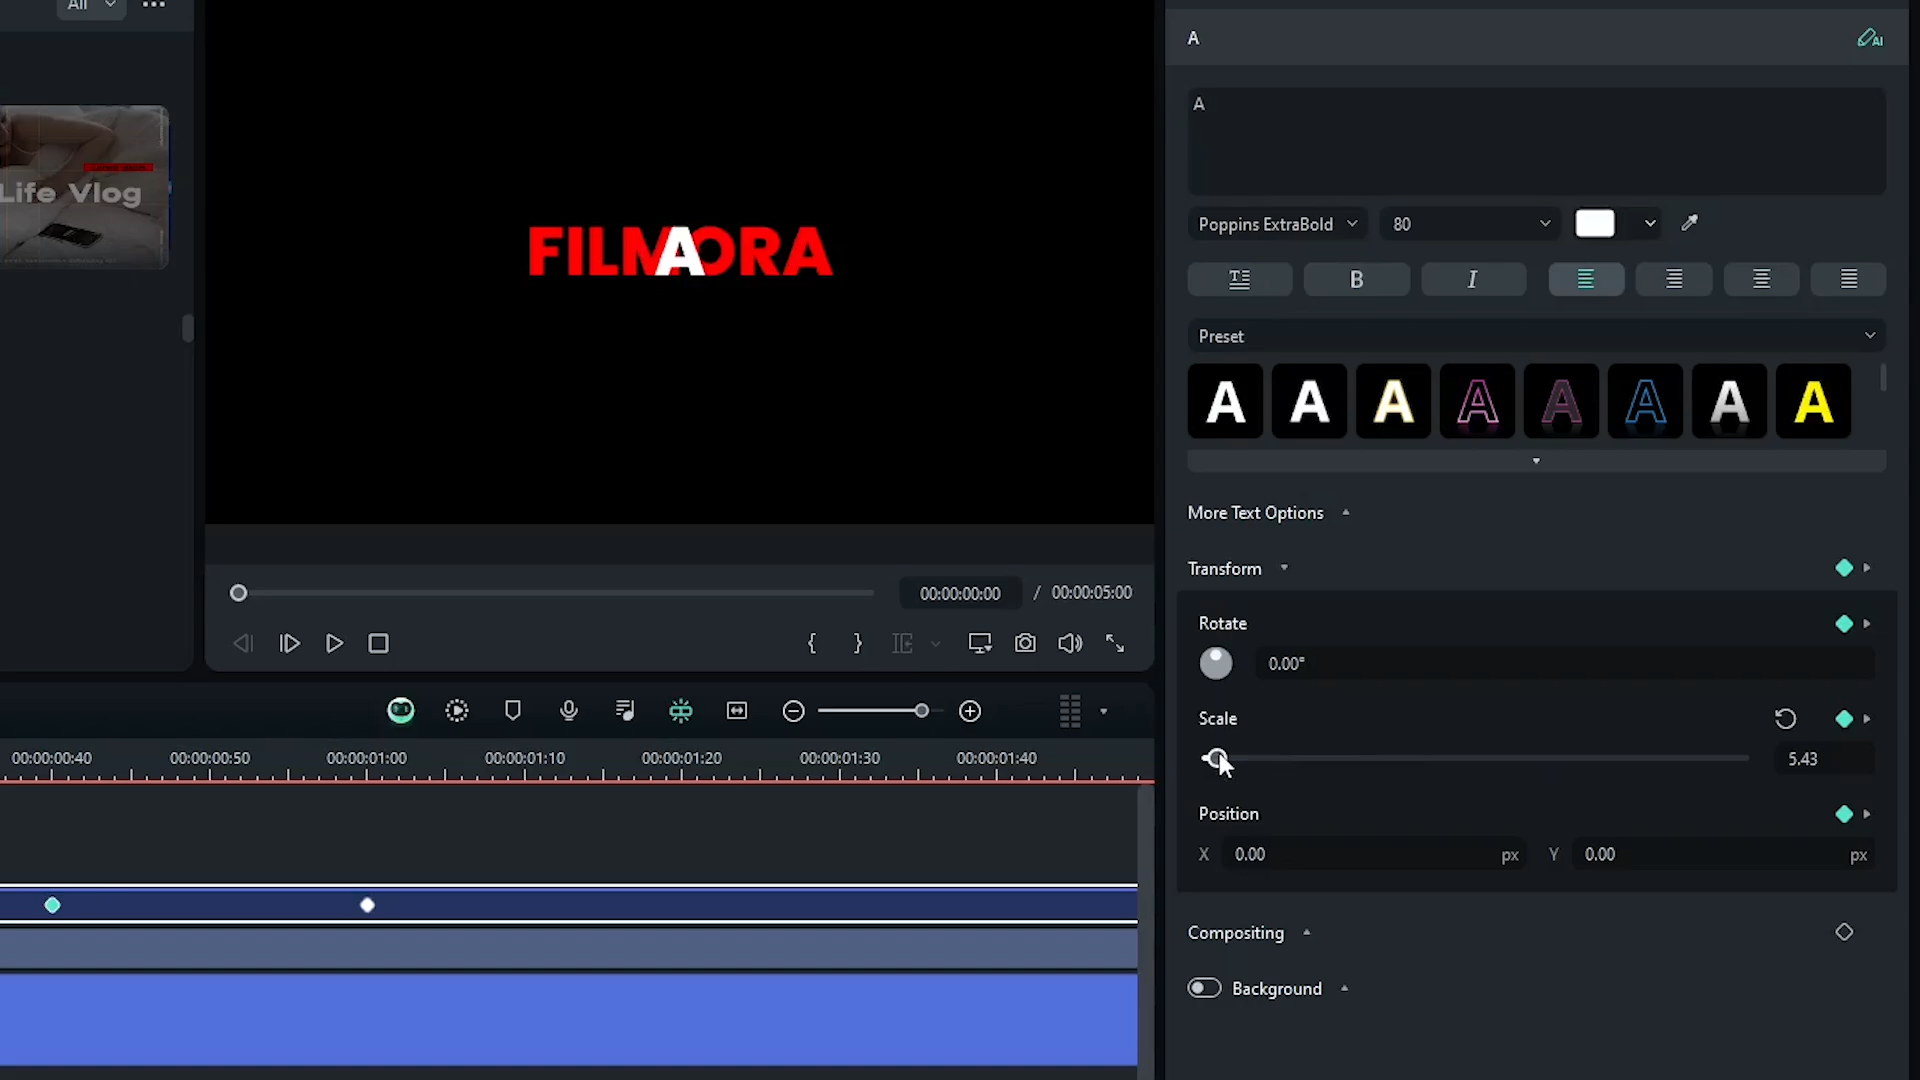 All
Life Vlog
FILMAORA
00:00:00:00 / 00:00:05:00
00:00:00:40 00:00:00:50 00:00:01:00 00:00:01:10 00:00:01:20 00:00:01:30 00:00:01:40
A
AI
A
Poppins ExtraBold 80
B I
Preset
A A A A A A A A
More Text Options
Transform
Rotate
0.00°
Scale
5.43
Position
X 0.00 px Y 0.00 px
Compositing
Background